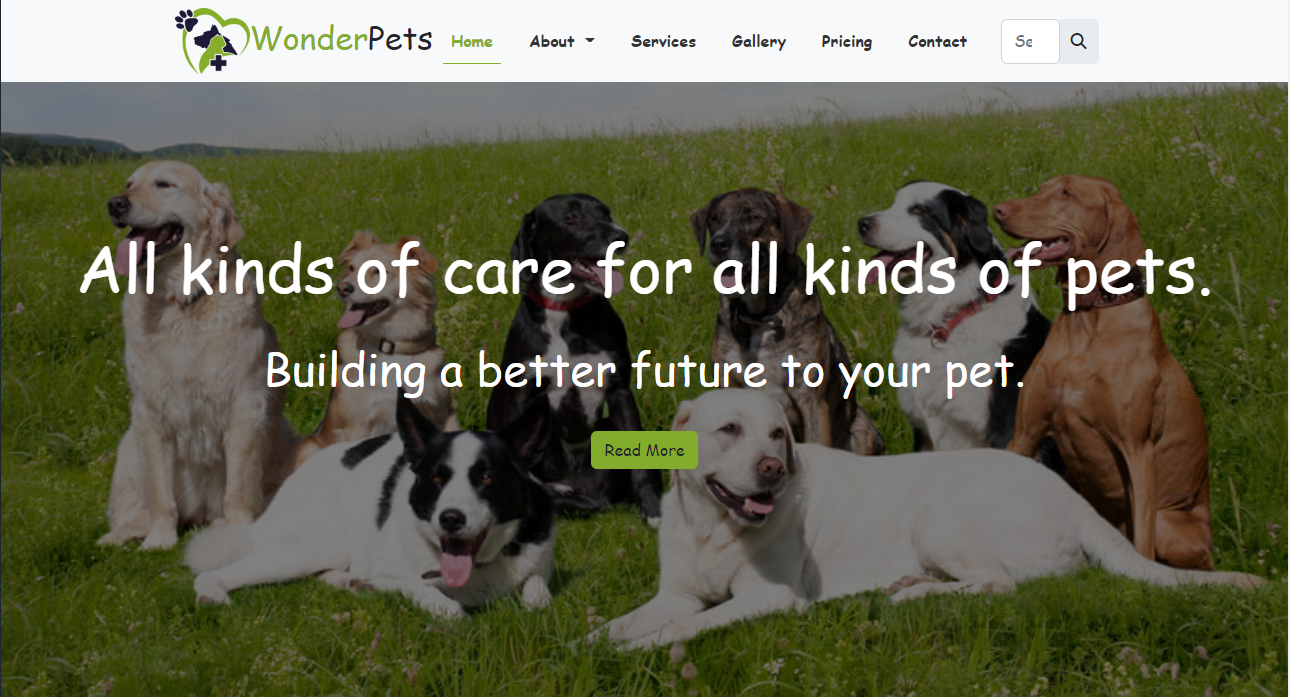 WonderPets Home About Services Gallery Pricing Contact Se
All kinds of care for all kinds of pets.
Building a better future to your pet.
Read More